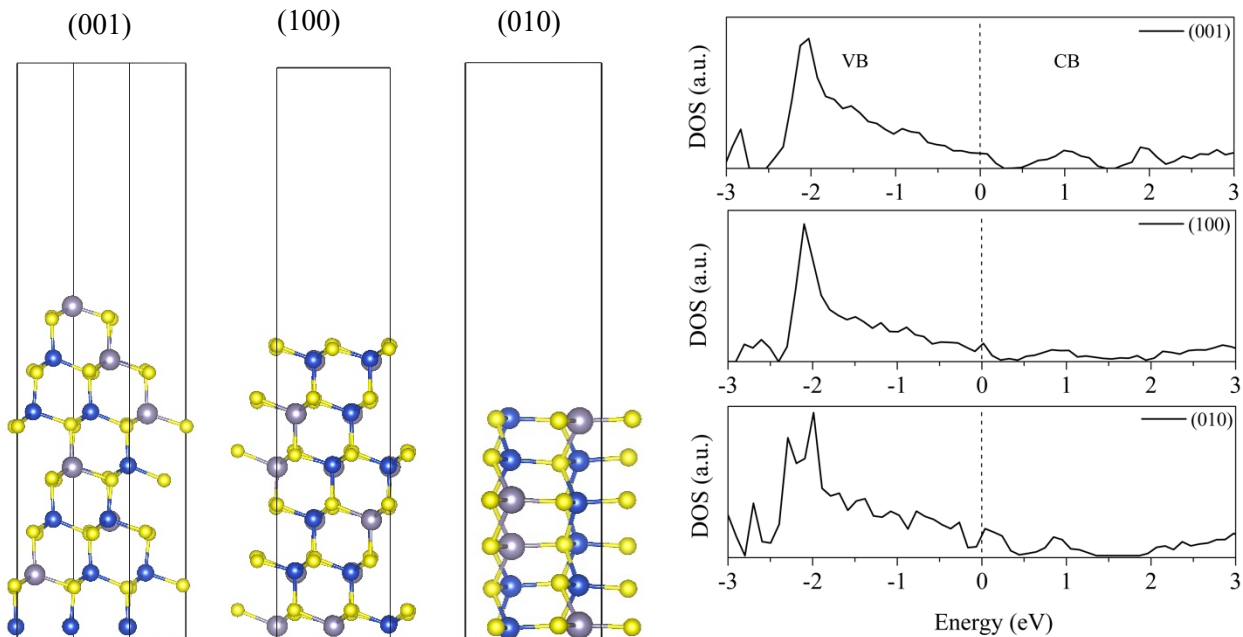 (001)
(100)
(010)
DOS (a.u.)
VB
CB
(001)
-3 -2 -1 0 1 2 3
DOS (a.u.)
(100)
-3 -2 -1 0 1 2 3
DOS (a.u.)
(010)
-3 -2 -1 0 1 2 3
Energy (eV)